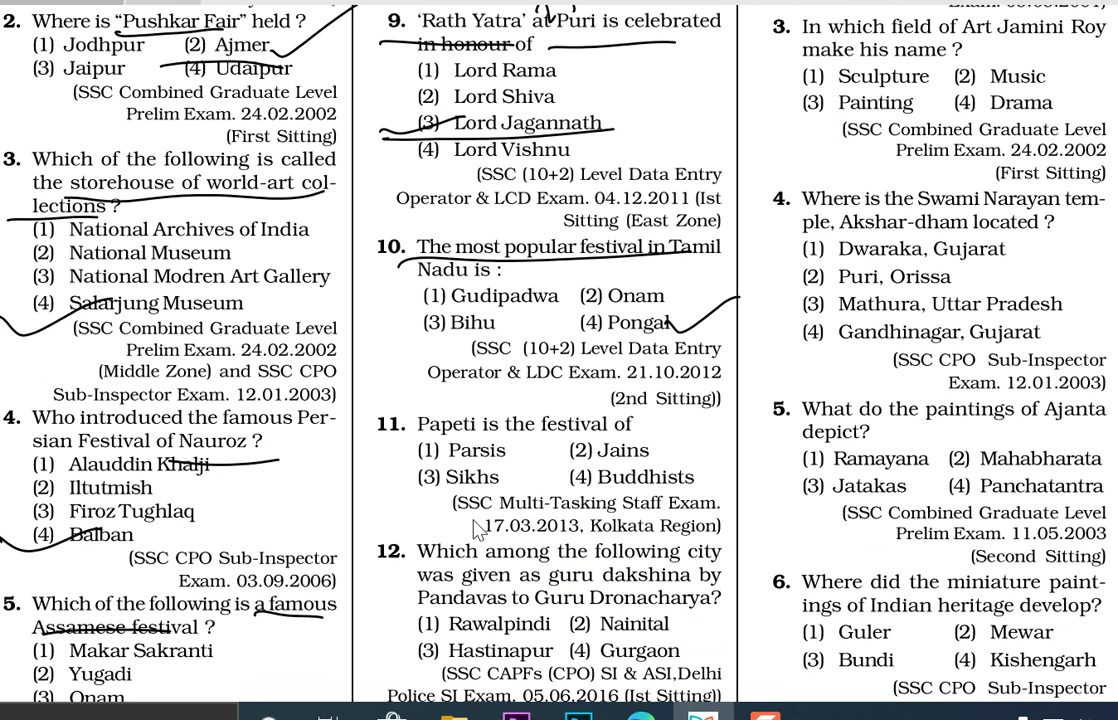 2. Where is “Pushkar Fair” held ?
(1) Jodhpur (2) Ajmer
(3) Jaipur (4) Udaipur
(SSC Combined Graduate Level
Prelim Exam. 24.02.2002
(First Sitting)
3. Which of the following is called
the storehouse of world-art col-
lections ?
(1) National Archives of India
(2) National Museum
(3) National Modren Art Gallery
(4) Salarjung Museum
(SSC Combined Graduate Level
Prelim Exam. 24.02.2002
(Middle Zone) and SSC CPO
Sub-Inspector Exam. 12.01.2003)
4. Who introduced the famous Per-
sian Festival of Nauroz ?
(1) Alauddin Khalji
(2) Iltutmish
(3) Firoz Tughlaq
(4) Balban
(SSC CPO Sub-Inspector
Exam. 03.09.2006)
5. Which of the following is a famous
Assamese festival ?
(1) Makar Sakranti
(2) Yugadi
(3) Onam
9. ‘Rath Yatra’ at Puri is celebrated
in honour of
(1) Lord Rama
(2) Lord Shiva
(3) Lord Jagannath
(4) Lord Vishnu
(SSC (10+2) Level Data Entry
Operator & LCD Exam. 04.12.2011 (Ist
Sitting (East Zone)
10. The most popular festival in Tamil
Nadu is :
(1) Gudipadwa (2) Onam
(3) Bihu (4) Pongal
(SSC (10+2) Level Data Entry
Operator & LDC Exam. 21.10.2012
(2nd Sitting))
11. Papeti is the festival of
(1) Parsis (2) Jains
(3) Sikhs (4) Buddhists
(SSC Multi-Tasking Staff Exam.
17.03.2013, Kolkata Region)
12. Which among the following city
was given as guru dakshina by
Pandavas to Guru Dronacharya?
(1) Rawalpindi (2) Nainital
(3) Hastinapur (4) Gurgaon
(SSC CAPFs (CPO) SI & ASI,Delhi
Police SI Exam. 05.06.2016 (Ist Sitting))
3. In which field of Art Jamini Roy
make his name ?
(1) Sculpture (2) Music
(3) Painting (4) Drama
(SSC Combined Graduate Level
Prelim Exam. 24.02.2002
(First Sitting)
4. Where is the Swami Narayan tem-
ple, Akshar-dham located ?
(1) Dwaraka, Gujarat
(2) Puri, Orissa
(3) Mathura, Uttar Pradesh
(4) Gandhinagar, Gujarat
(SSC CPO Sub-Inspector
Exam. 12.01.2003)
5. What do the paintings of Ajanta
depict?
(1) Ramayana (2) Mahabharata
(3) Jatakas (4) Panchatantra
(SSC Combined Graduate Level
Prelim Exam. 11.05.2003
(Second Sitting)
6. Where did the miniature paint-
ings of Indian heritage develop?
(1) Guler (2) Mewar
(3) Bundi (4) Kishengarh
(SSC CPO Sub-Inspector